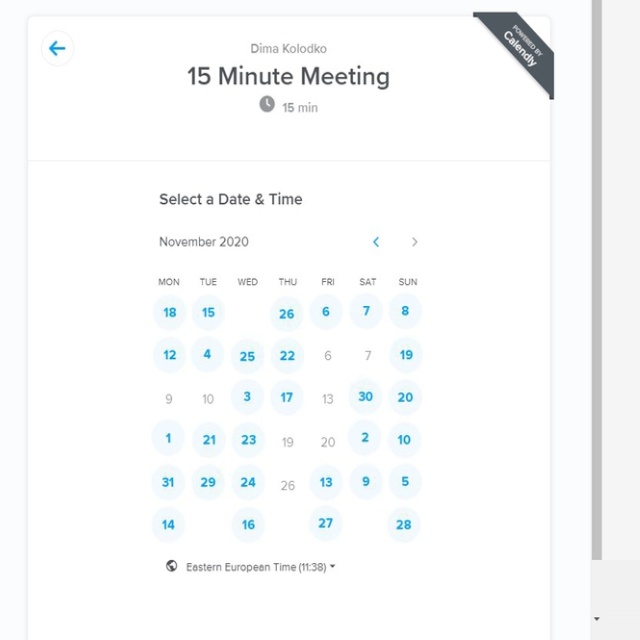 Dima Kolodko
POWERED BY
Calendly
15 Minute Meeting
15 min
Select a Date & Time
November 2020
MON TUE WED THU FRI SAT SUN
18 15 26 6 7 8
12 4 25 22 6 7 19
9 10 3 17 13 30 20
1 21 23 19 20 2 10
31 29 24 26 13 9 5
14 16 27 28
Eastern European Time (11:38)